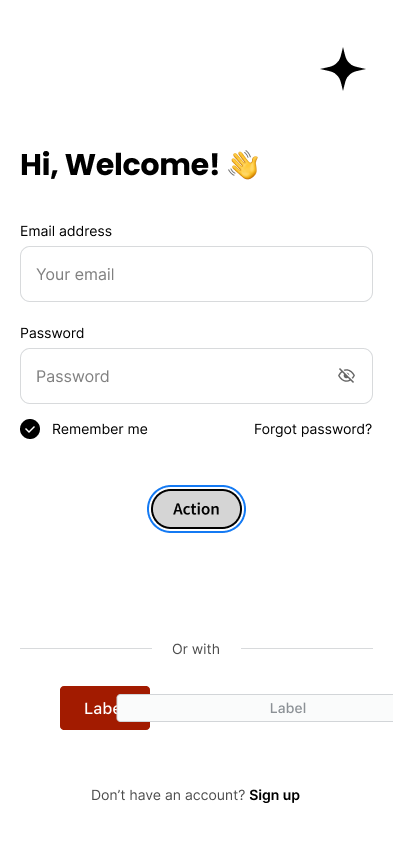 Hi, Welcome! 👋
Email address
Your email
Password
Password
Remember me
Forgot password?
Action
Or with
Labe
Label
Don’t have an account? Sign up